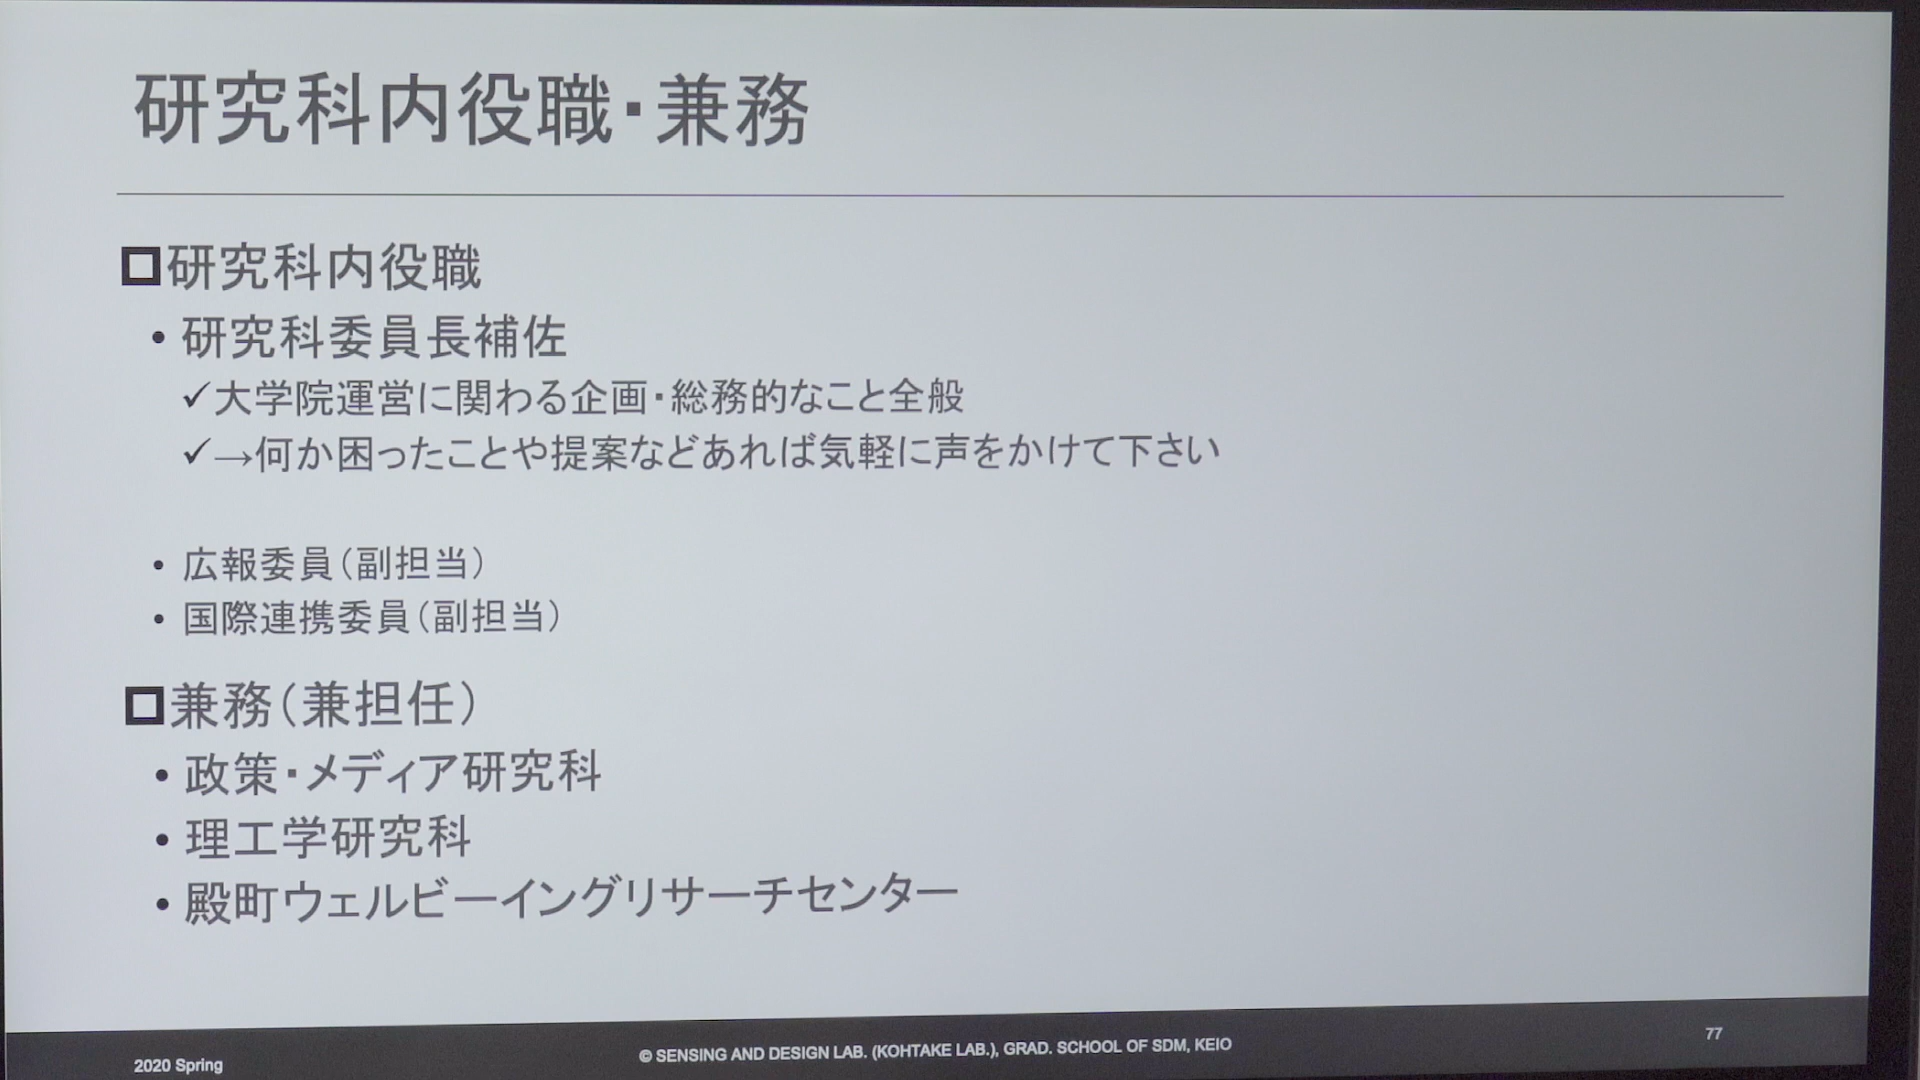 研究科内役職・兼務
研究科内役職
• 研究科委員長補佐
✓大学院運営に関わる企画・総務的なこと全般
✓→何か困ったことや提案などあれば気軽に声をかけて下さい
• 広報委員（副担当）
• 国際連携委員（副担当）
兼務（兼担任）
• 政策・メディア研究科
• 理工学研究科
• 殿町ウェルビーイングリサーチセンター
2020 Spring
© SENSING AND DESIGN LAB. (KOHTAKE LAB.), GRAD. SCHOOL OF SDM, KEIO
77